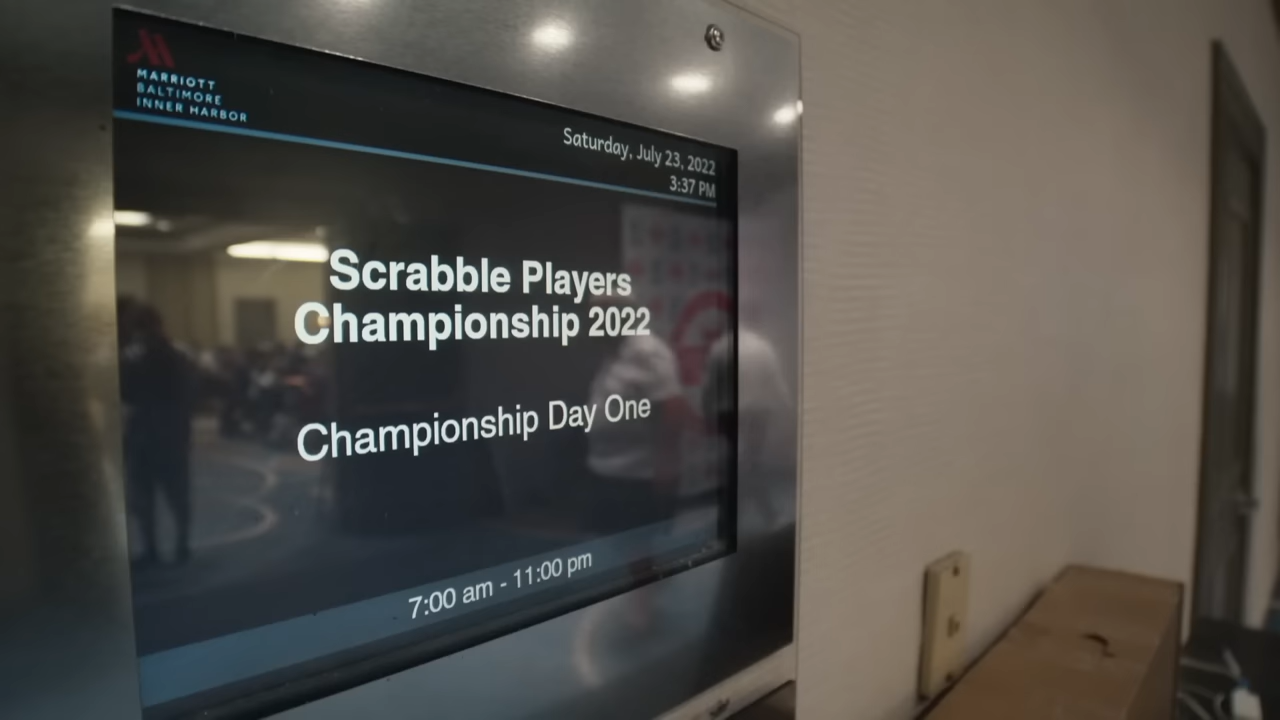 MARRIOTT
BALTIMORE
INNER HARBOR
Saturday, July 23, 2022
3:37 PM
Scrabble Players
Championship 2022
Championship Day One
7:00 am - 11:00 pm